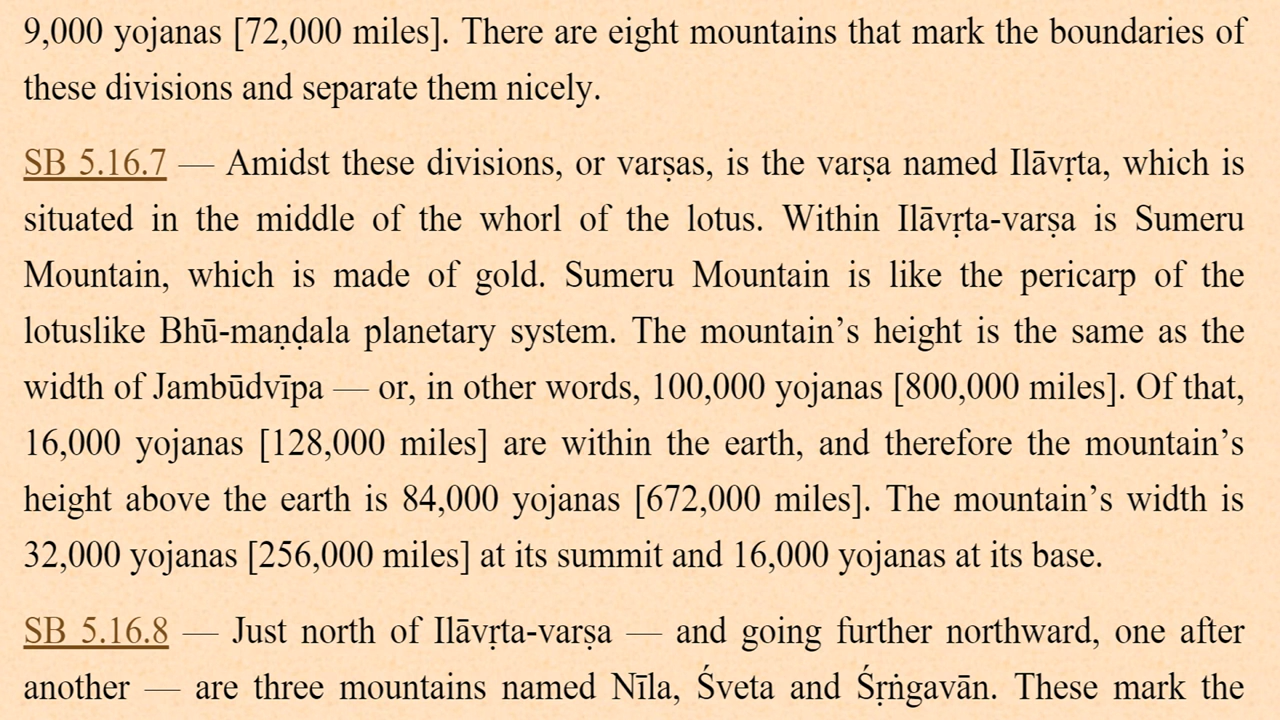 9,000 yojanas [72,000 miles]. There are eight mountains that mark the boundaries of
these divisions and separate them nicely.
SB 5.16.7 — Amidst these divisions, or varṣas, is the varṣa named Ilāvṛta, which is
situated in the middle of the whorl of the lotus. Within Ilāvṛta-varṣa is Sumeru
Mountain, which is made of gold. Sumeru Mountain is like the pericarp of the
lotuslike Bhū-maṇḍala planetary system. The mountain’s height is the same as the
width of Jambūdvīpa — or, in other words, 100,000 yojanas [800,000 miles]. Of that,
16,000 yojanas [128,000 miles] are within the earth, and therefore the mountain’s
height above the earth is 84,000 yojanas [672,000 miles]. The mountain’s width is
32,000 yojanas [256,000 miles] at its summit and 16,000 yojanas at its base.
SB 5.16.8 — Just north of Ilāvṛta-varṣa — and going further northward, one after
another — are three mountains named Nīla, Śveta and Śṛṅgavān. These mark the